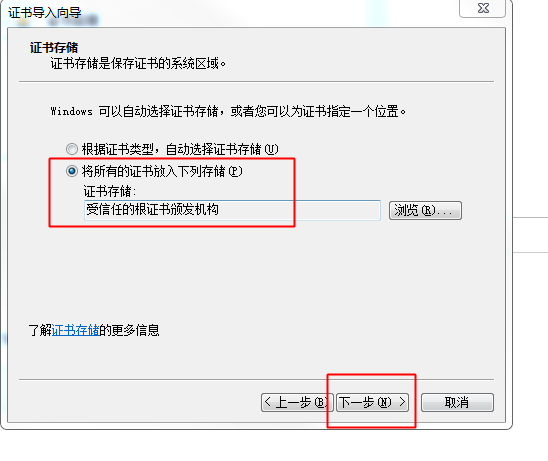 证书导入向导
证书存储
证书存储是保存证书的系统区域。
Windows 可以自动选择证书存储，或者您可以为证书指定一个位置。
根据证书类型，自动选择证书存储(U)
将所有的证书放入下列存储(P)
证书存储:
受信任的根证书颁发机构
浏览(R)...
了解证书存储的更多信息
< 上一步(B)
下一步(N) >
取消